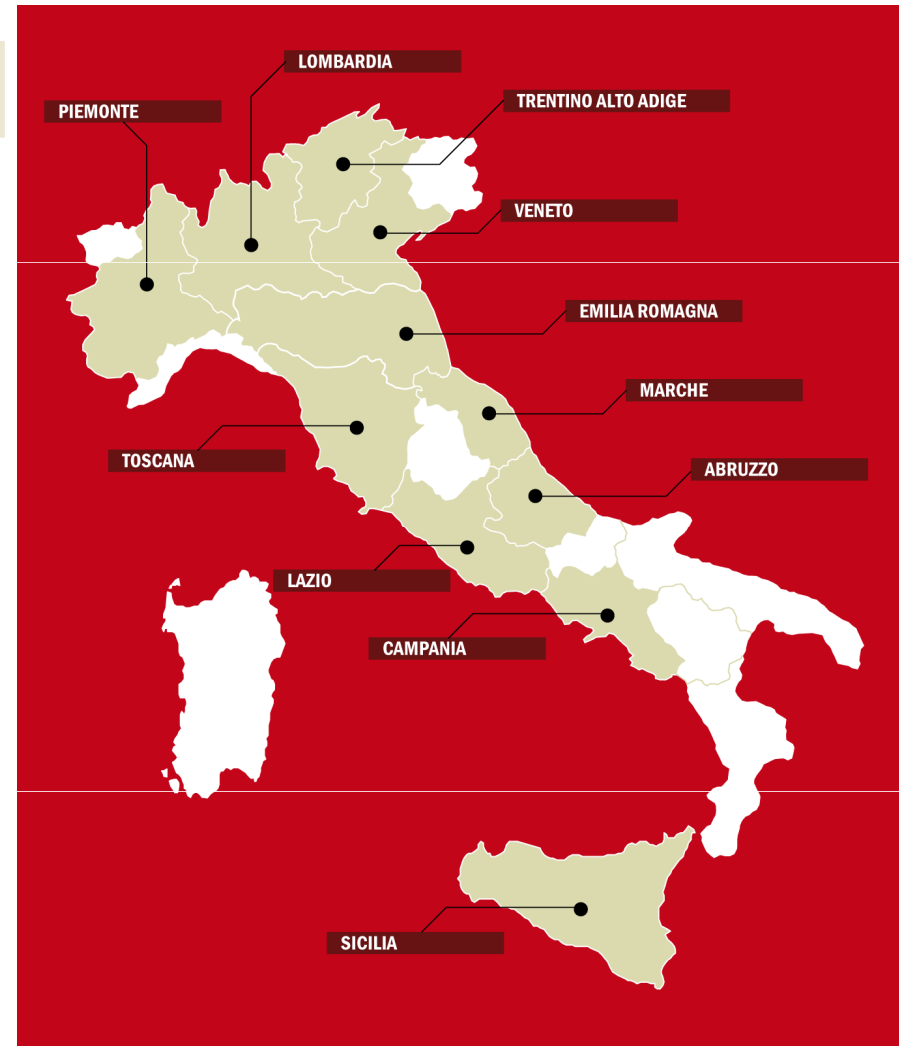 LOMBARDIA
TRENTINO ALTO ADIGE
PIEMONTE
VENETO
EMILIA ROMAGNA
MARCHE
TOSCANA
ABRUZZO
LAZIO
CAMPANIA
SICILIA